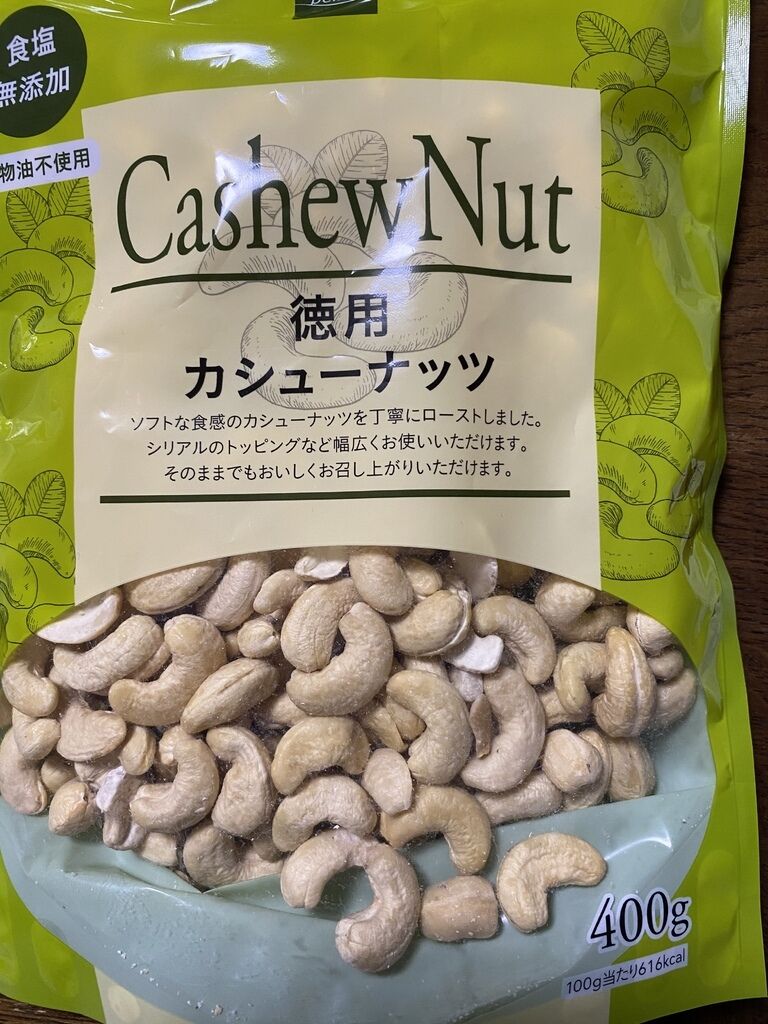 食塩
無添加
物油不使用
Cashew Nut
徳用
カシューナッツ
ソフトな食感のカシューナッツを丁寧にローストしました。
シリアルのトッピングなど幅広くお使いいただけます。
そのままでもおいしくお召し上がりいただけます。
400g
100g当たり616kcal